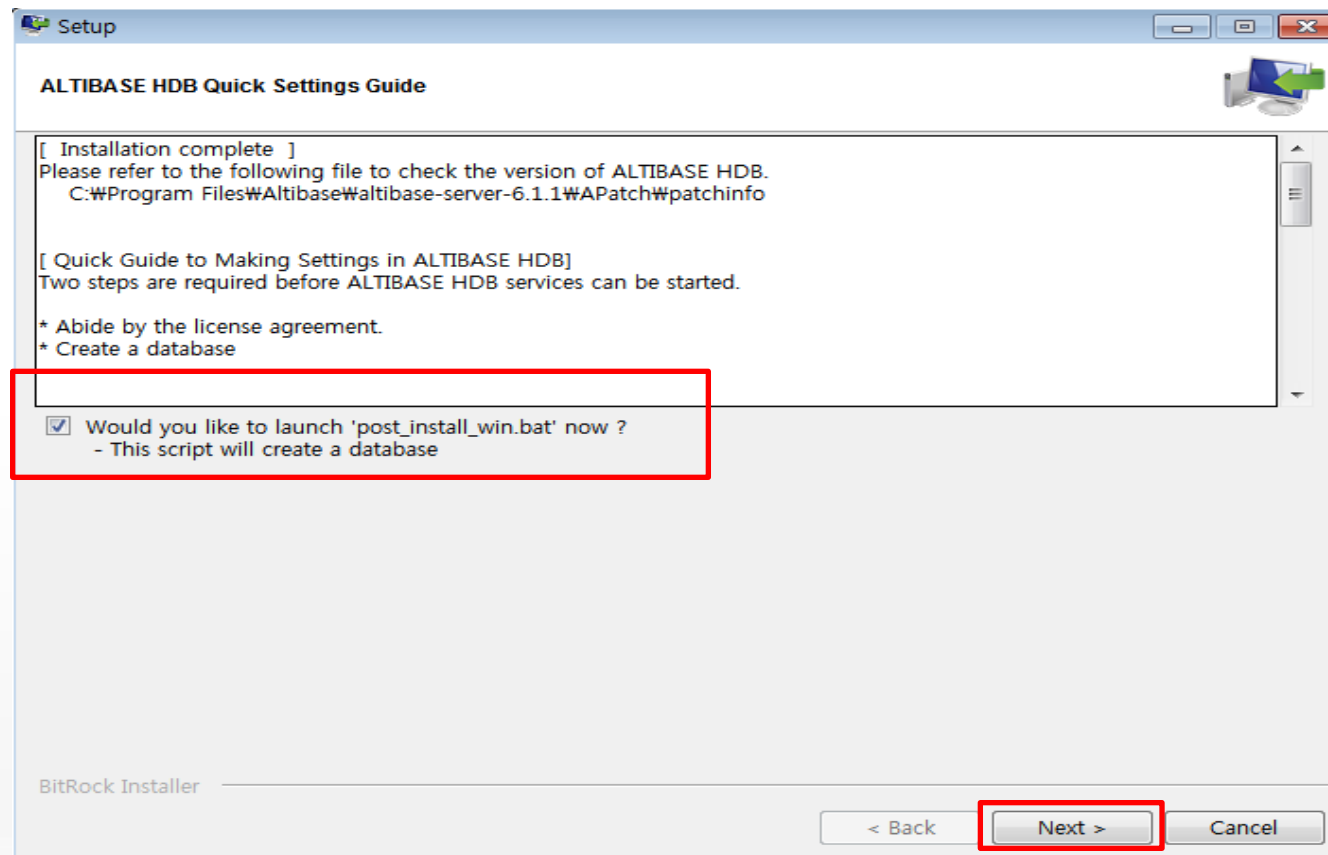 Setup
ALTIBASE HDB Quick Settings Guide
[  Installation complete  ]
Please refer to the following file to check the version of ALTIBASE HDB.
C:₩Program Files₩Altibase₩altibase-server-6.1.1₩APatch₩patchinfo
[ Quick Guide to Making Settings in ALTIBASE HDB]
Two steps are required before ALTIBASE HDB services can be started.
* Abide by the license agreement.
* Create a database
Would you like to launch 'post_install_win.bat' now ?
- This script will create a database
BitRock Installer
< Back
Next >
Cancel